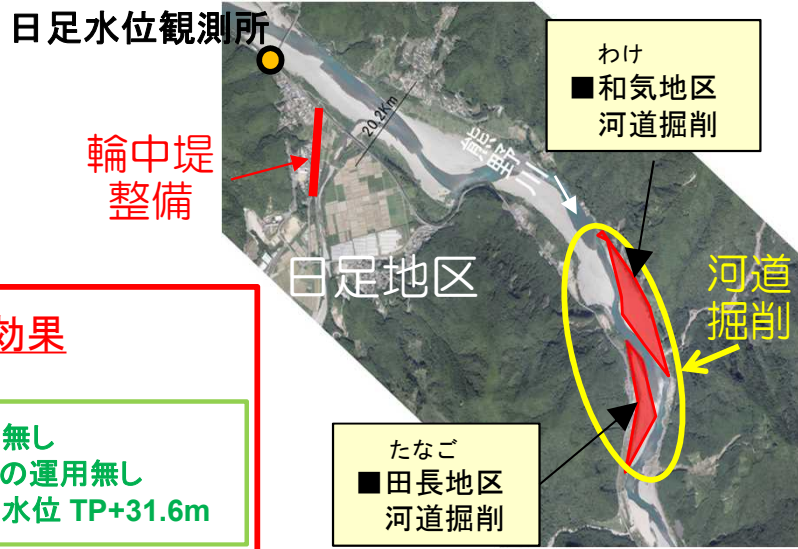 日足水位観測所
わけ
■和気地区
河道掘削
輪中堤
整備
20.2Km
熊野川
日足地区
河道
掘削
効果
無し
の運用無し
水位 TP+31.6m
たなご
■田長地区
河道掘削